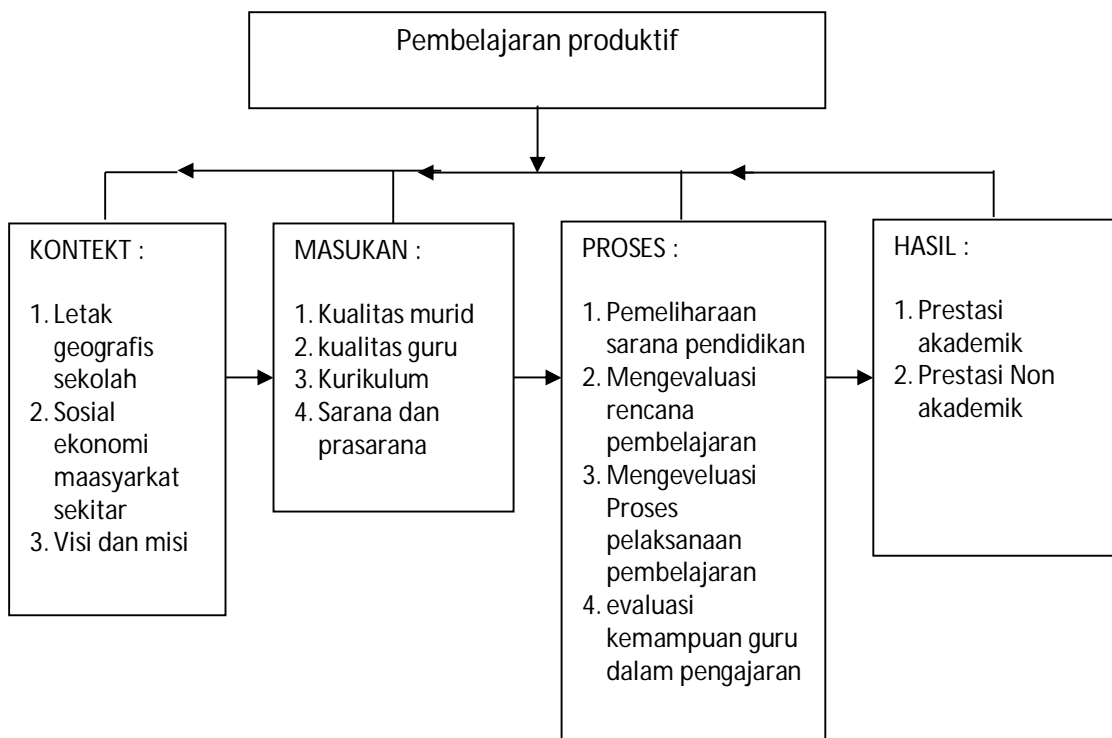 Pembelajaran produktif
KONTEKT :
1. Letak
geografis
sekolah
2. Sosial
ekonomi
maasyarkat
sekitar
3. Visi dan misi
MASUKAN :
1. Kualitas murid
2. kualitas guru
3. Kurikulum
4. Sarana dan
prasarana
PROSES :
1. Pemeliharaan
sarana pendidikan
2. Mengevaluasi
rencana
pembelajaran
3. Mengeveluasi
Proses
pelaksanaan
pembelajaran
4. evaluasi
kemampuan guru
dalam pengajaran
HASIL :
1. Prestasi
akademik
2. Prestasi Non
akademik